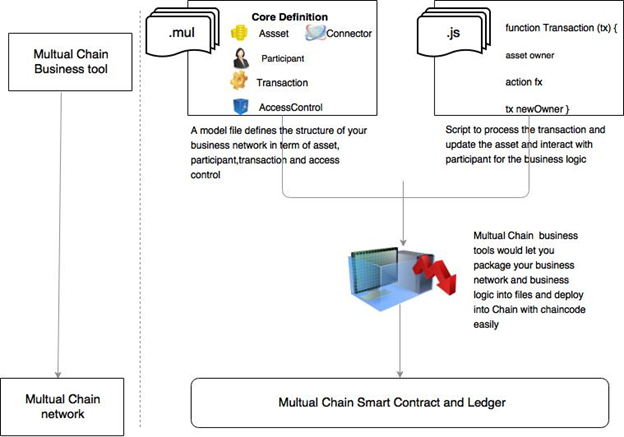 Multual Chain
Business tool
.mul
Core Definition
Assset
Connector
Participant
Transaction
AccessControl
A model file defines the structure of your
business network in term of asset,
participant,transaction and access
control
.js
function Transaction (tx) {
asset owner
action fx
tx newOwner }
Script to process the transaction and
update the asset and interact with
participant for the business logic
Multual Chain business
tools would let you
package your business
network and business
logic into files and deploy
into Chain with chaincode
easily
Multual Chain
network
Multual Chain Smart Contract and Ledger